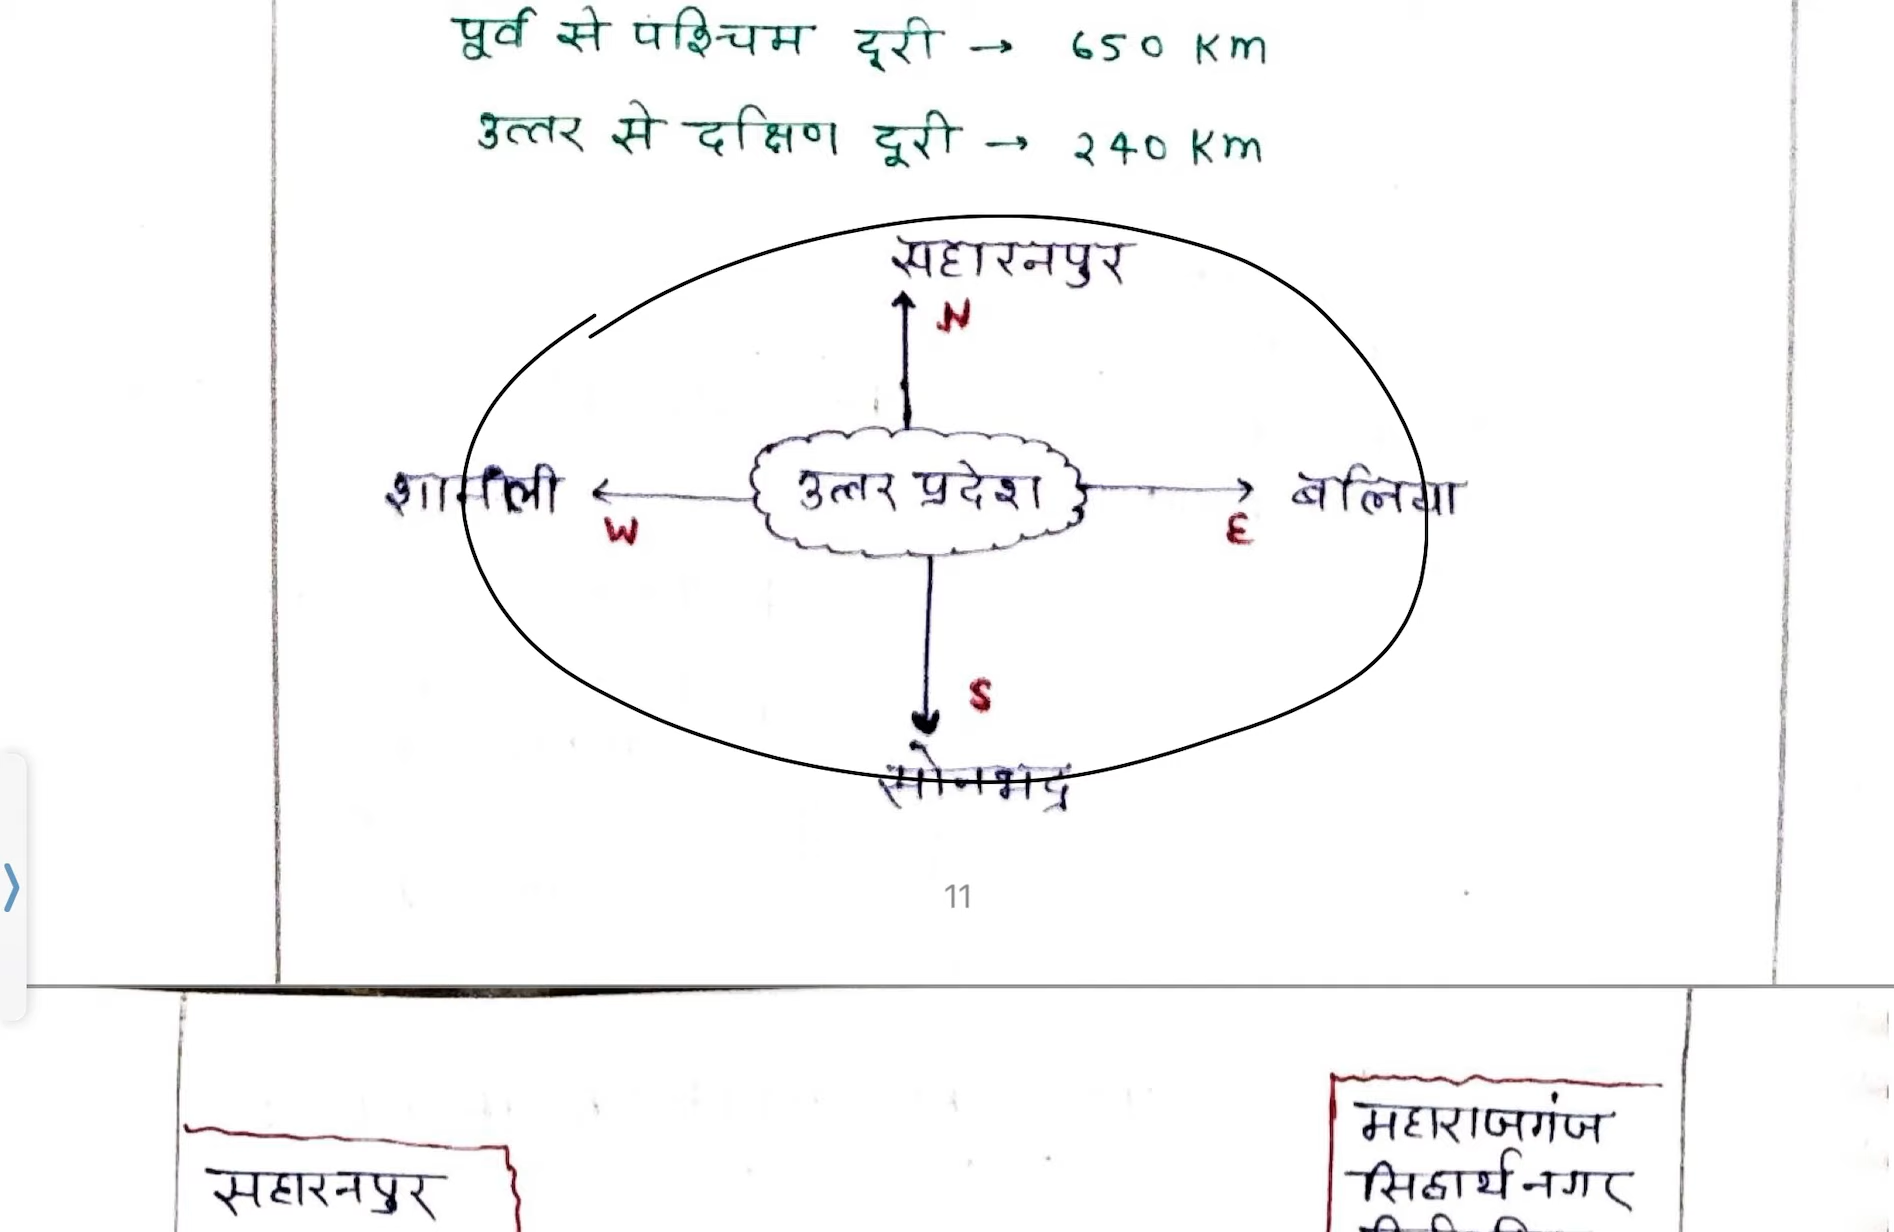 पूर्व से पश्चिम दूरी → 650 Km
उत्तर से दक्षिण दूरी → 240 Km
सहारनपुर
N
शामली
W
उत्तर प्रदेश
E
बलिया
S
सोनभद्र
11
सहारनपुर
महाराजगंज
सिद्धार्थ नगर